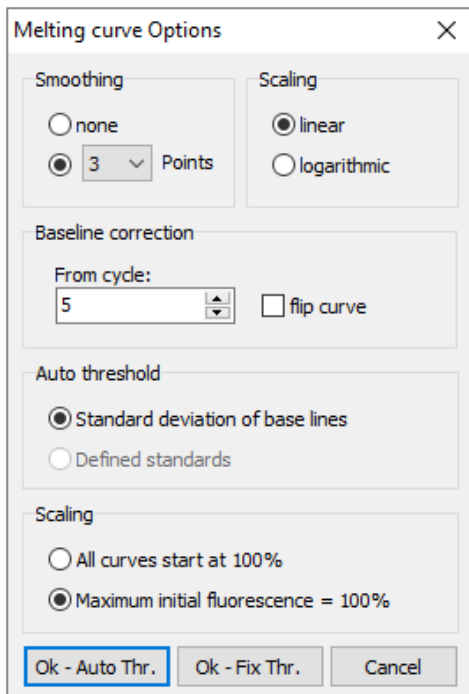 Melting curve Options
Smoothing
none
3 Points
Scaling
linear
logarithmic
Baseline correction
From cycle:
5
flip curve
Auto threshold
Standard deviation of base lines
Defined standards
Scaling
All curves start at 100%
Maximum initial fluorescence = 100%
Ok - Auto Thr. Ok - Fix Thr. Cancel